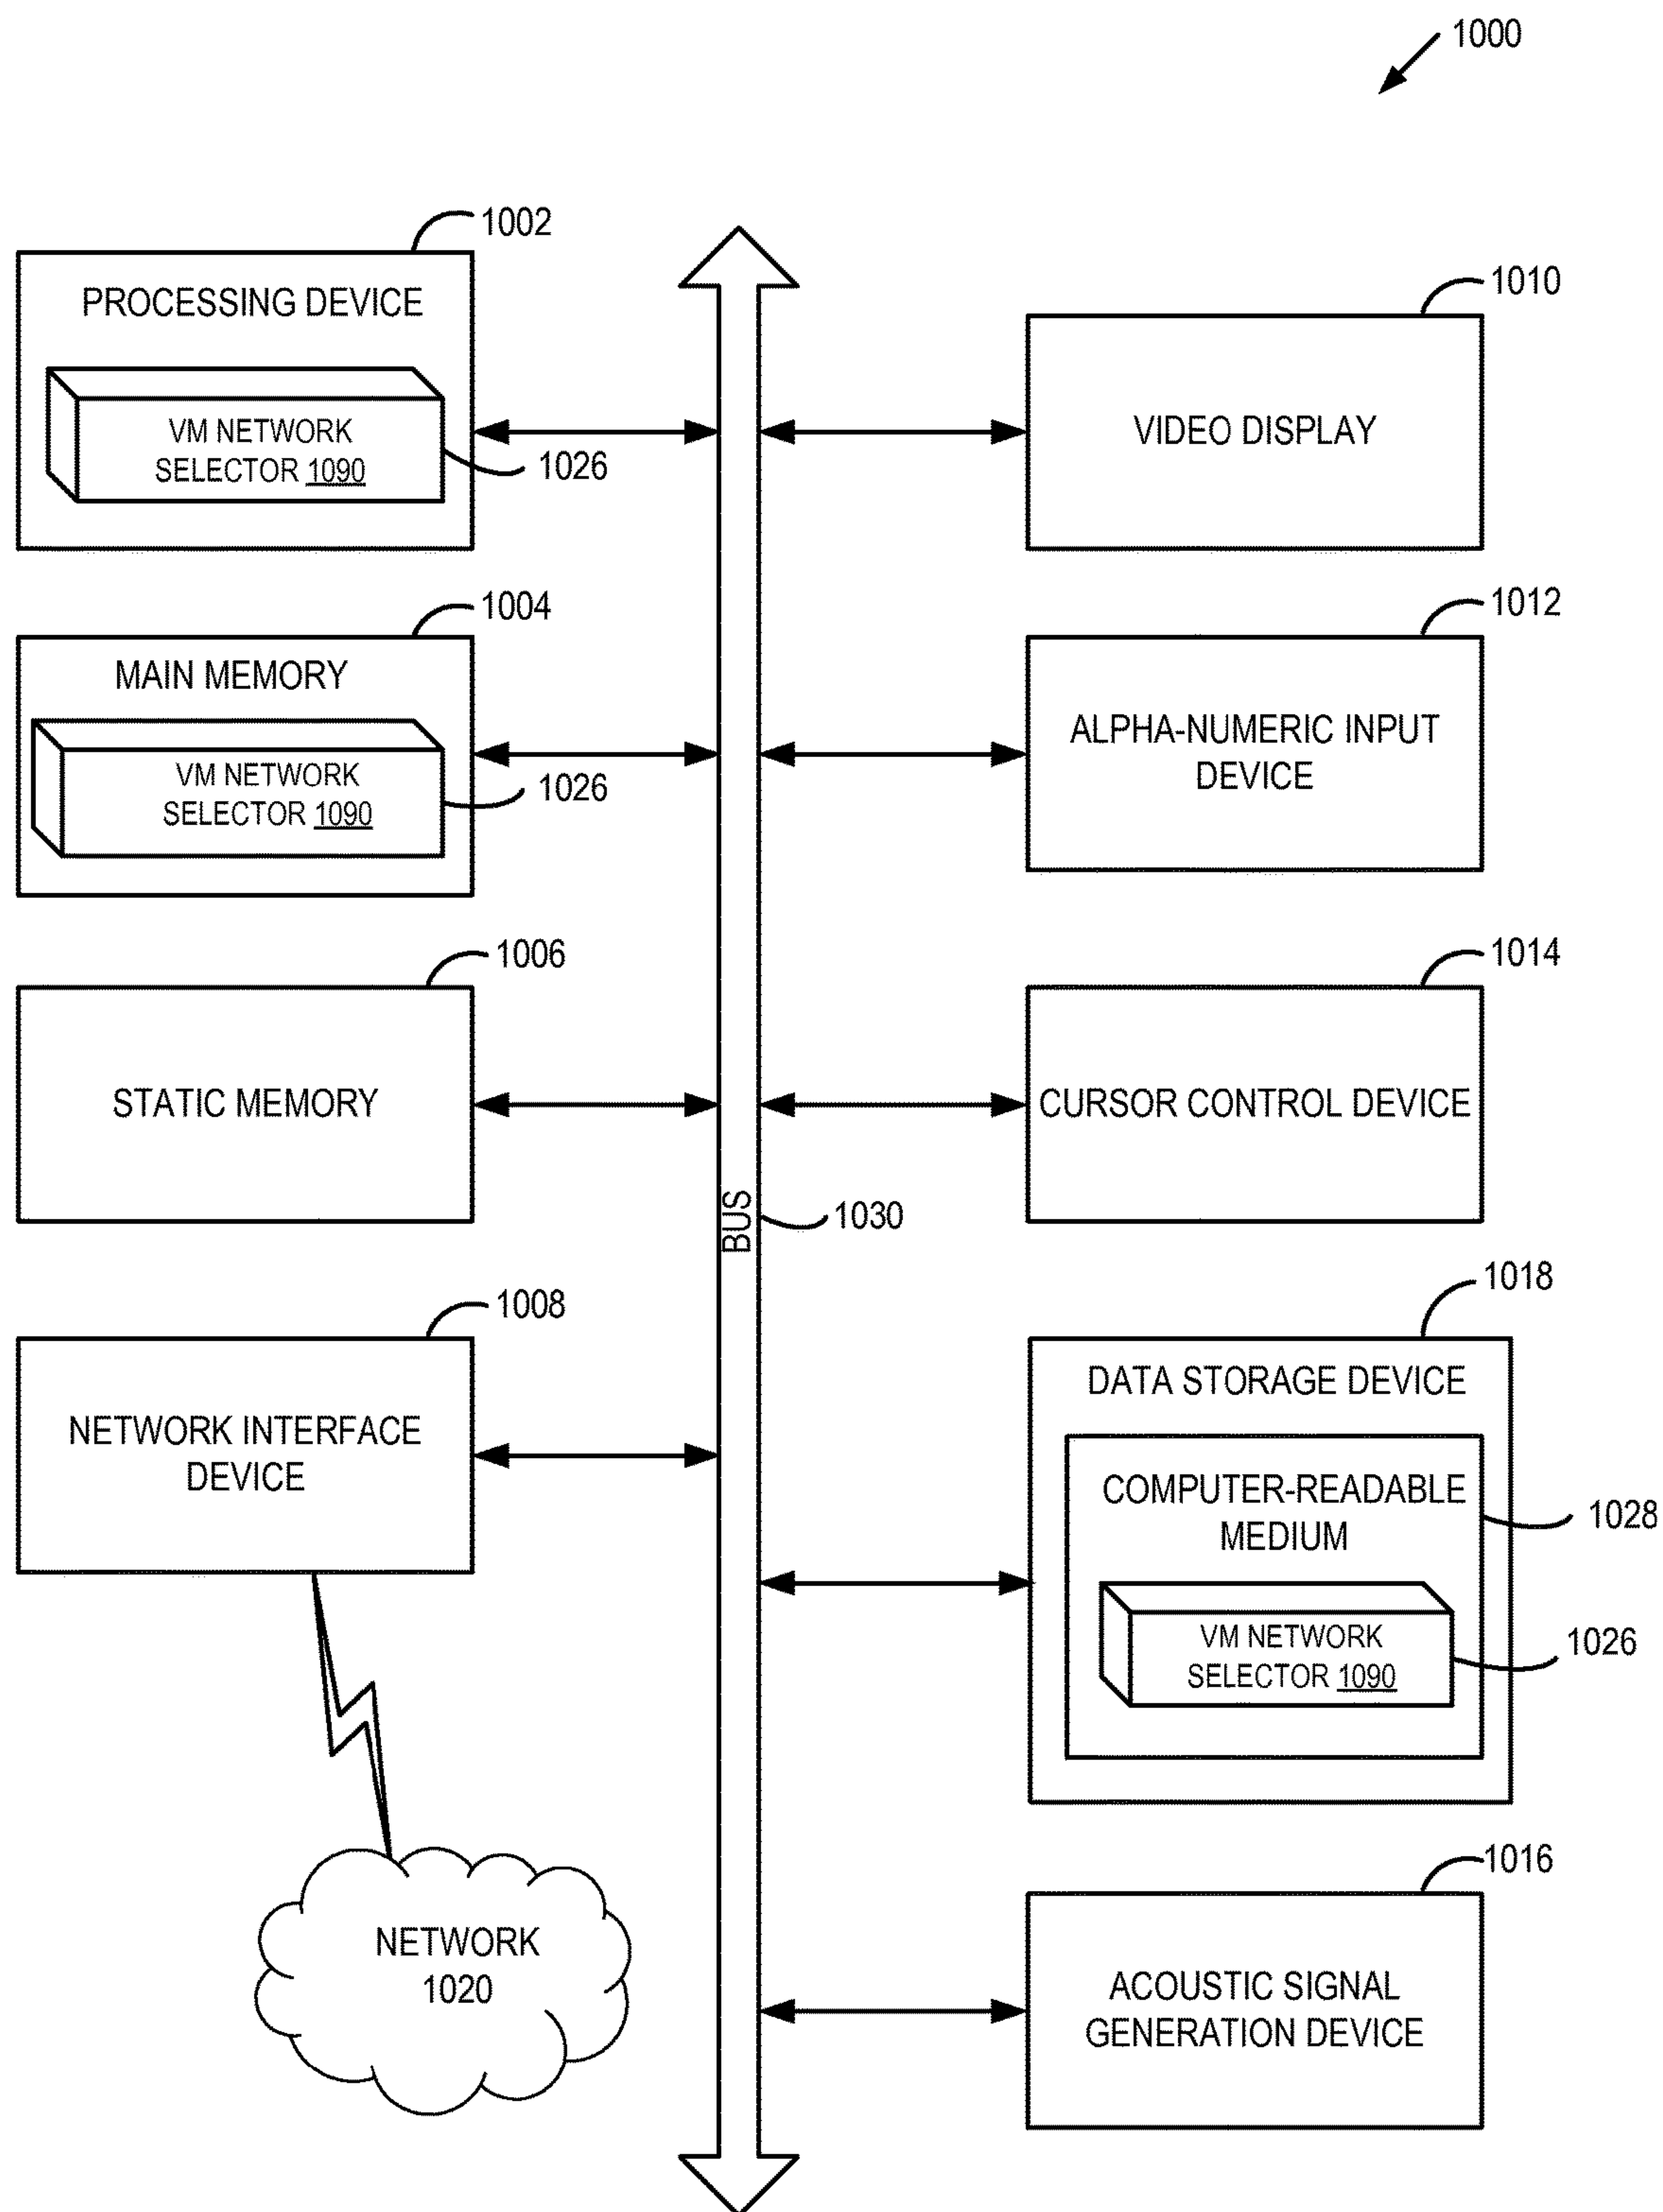 1000
1002
PROCESSING DEVICE
VM NETWORK
SELECTOR 1090
1026
1004
MAIN MEMORY
VM NETWORK
SELECTOR 1090
1026
1006
STATIC MEMORY
1008
NETWORK INTERFACE
DEVICE
NETWORK
1020
BUS
1030
1010
VIDEO DISPLAY
1012
ALPHA-NUMERIC INPUT
DEVICE
1014
CURSOR CONTROL DEVICE
1018
DATA STORAGE DEVICE
COMPUTER-READABLE
MEDIUM
1028
VM NETWORK
SELECTOR 1090
1026
1016
ACOUSTIC SIGNAL
GENERATION DEVICE